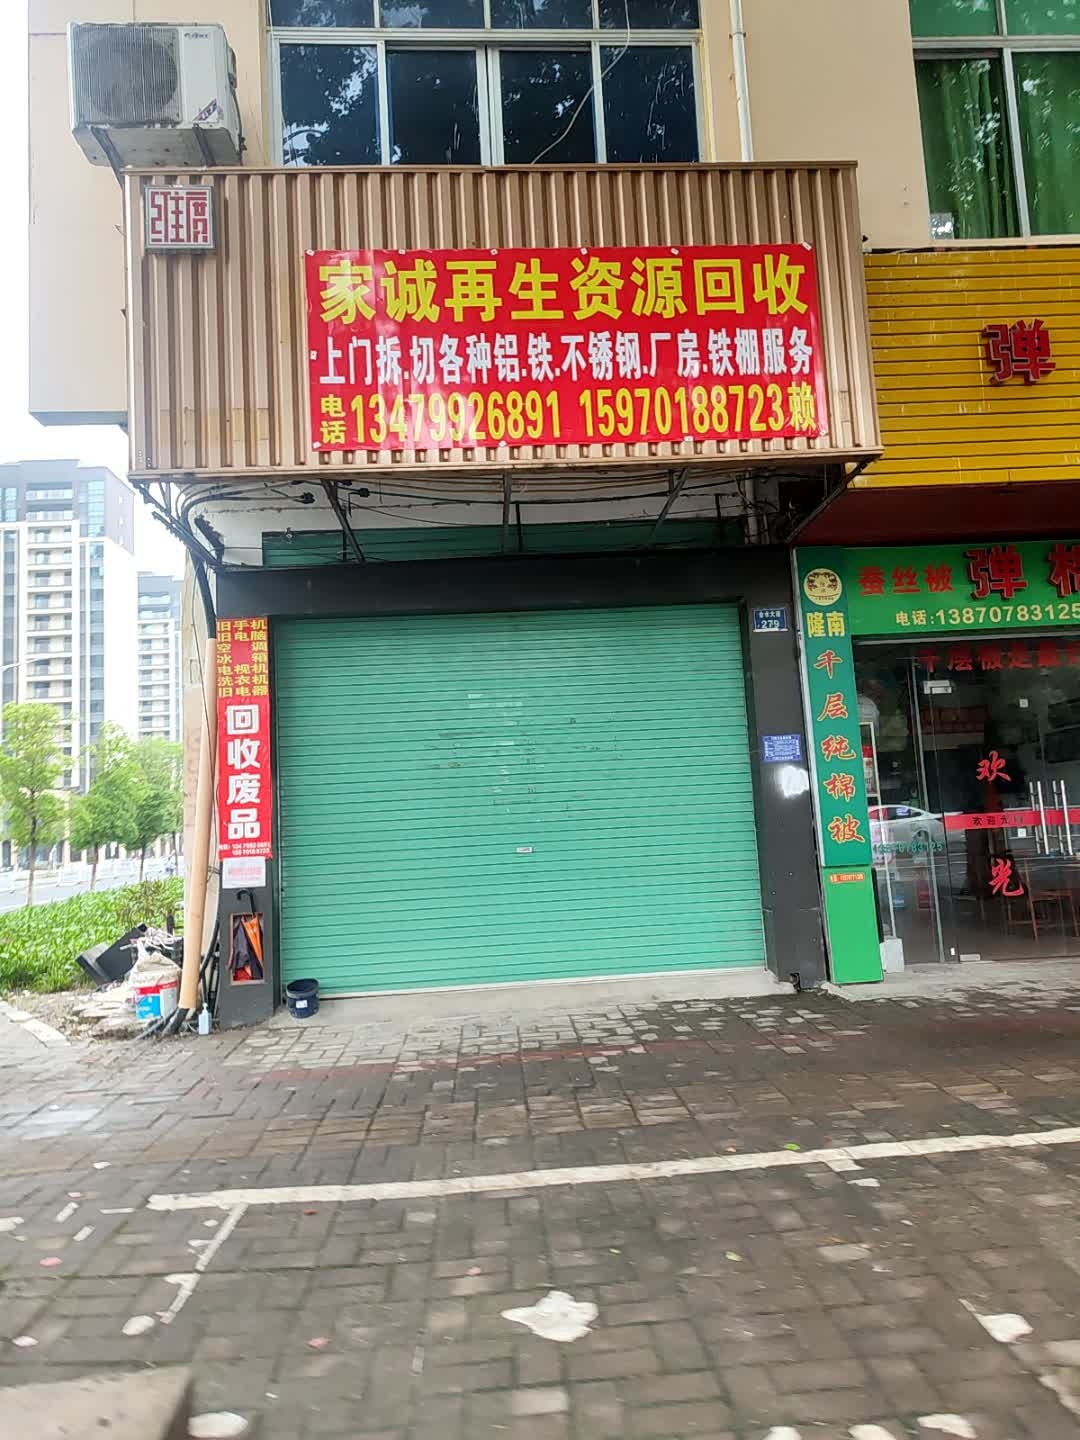 家诚再生资源回收
上门拆.切各种铝.铁.不锈钢.厂房.铁棚服务
电话13479926891 15970188723赖
弹
蚕丝被 弹棉
电话:1387078312
隆南
千层纯棉被
279
旧手机
旧电脑
空调
冰箱
电视机
洗衣机
旧电器
回收废品
欢
欢迎光
光